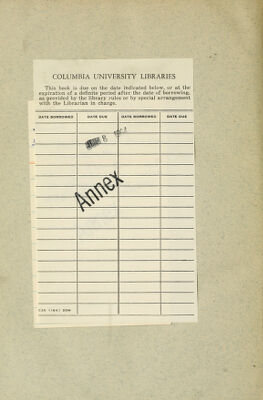 COLUMBIA UNIVERSITY LIBRARIES
This book is due on the date indicated below, or at the
expiration of a definite period after the date of borrowing,
as provided by the library rules or by special arrangement
with the Librarian in charge.
DATE BORROWED DATE DUE DATE BORROWED DATE DUE
8
Annex